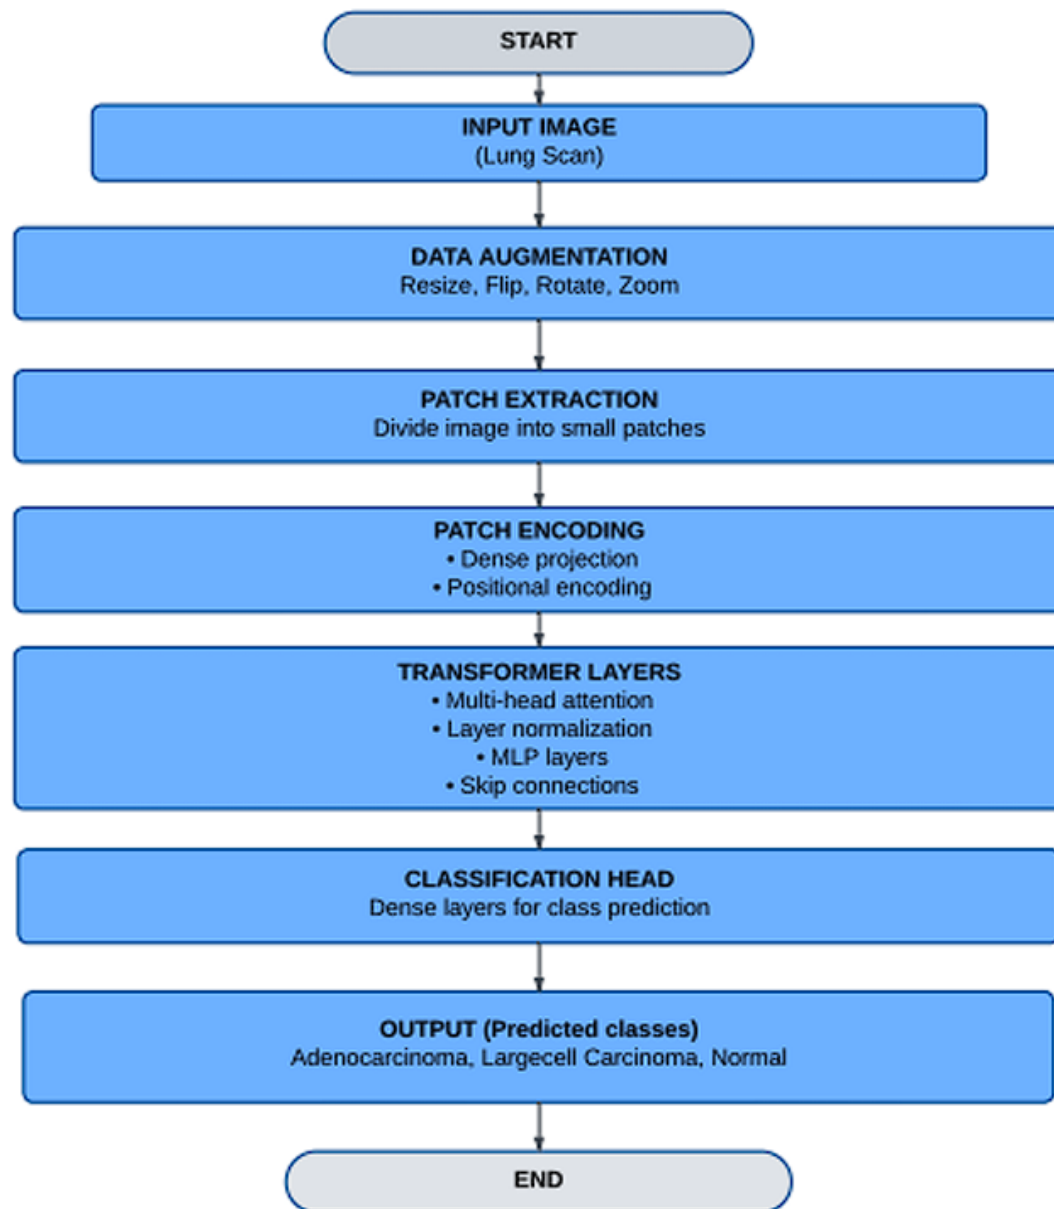 START
INPUT IMAGE
(Lung Scan)
DATA AUGMENTATION
Resize, Flip, Rotate, Zoom
PATCH EXTRACTION
Divide image into small patches
PATCH ENCODING
• Dense projection
• Positional encoding
TRANSFORMER LAYERS
• Multi-head attention
• Layer normalization
• MLP layers
• Skip connections
CLASSIFICATION HEAD
Dense layers for class prediction
OUTPUT (Predicted classes)
Adenocarcinoma, Largecell Carcinoma, Normal
END